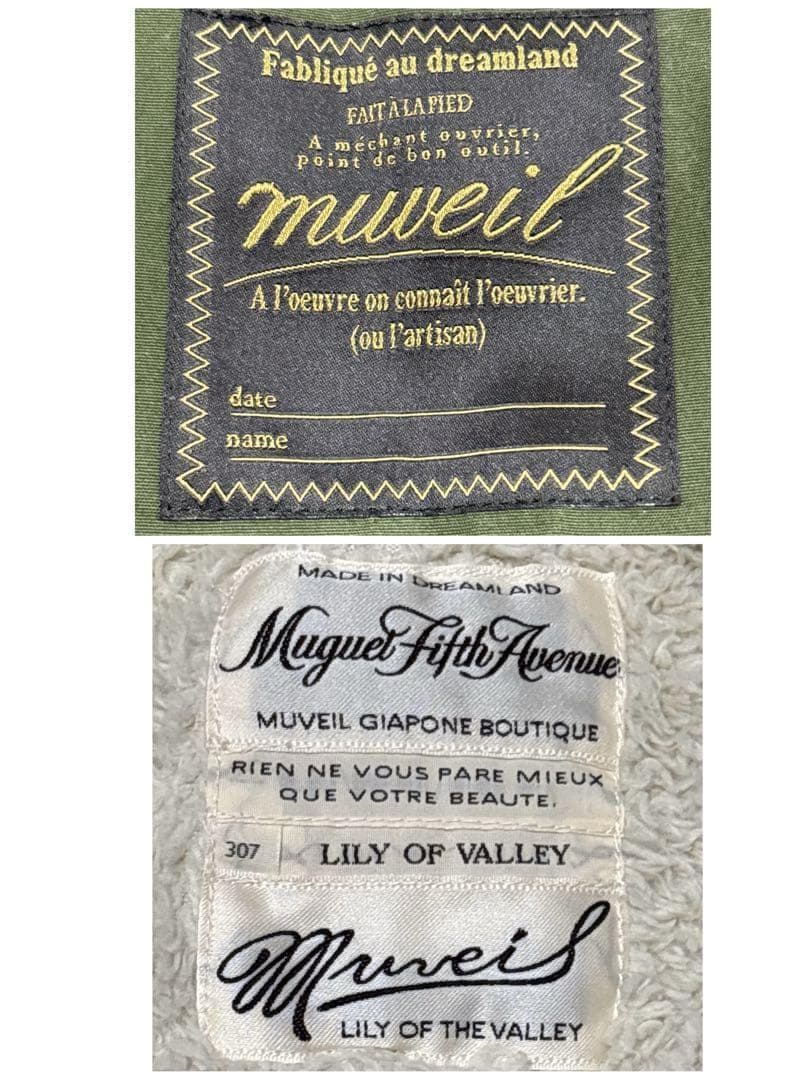 Fabliqué au dreamland
FAIT À LA PIED
A méchant ouvrier,
point de bon outil.
muveil
A l'oeuvre on connaît l'oeuvrier.
(ou l'artisan)
date
name
MADE IN DREAMLAND
Muguet Fifth Avenue
MUVEIL GIAPONE BOUTIQUE
RIEN NE VOUS PARE MIEUX
QUE VOTRE BEAUTE.
307 LILY OF VALLEY
Muveil
LILY OF THE VALLEY